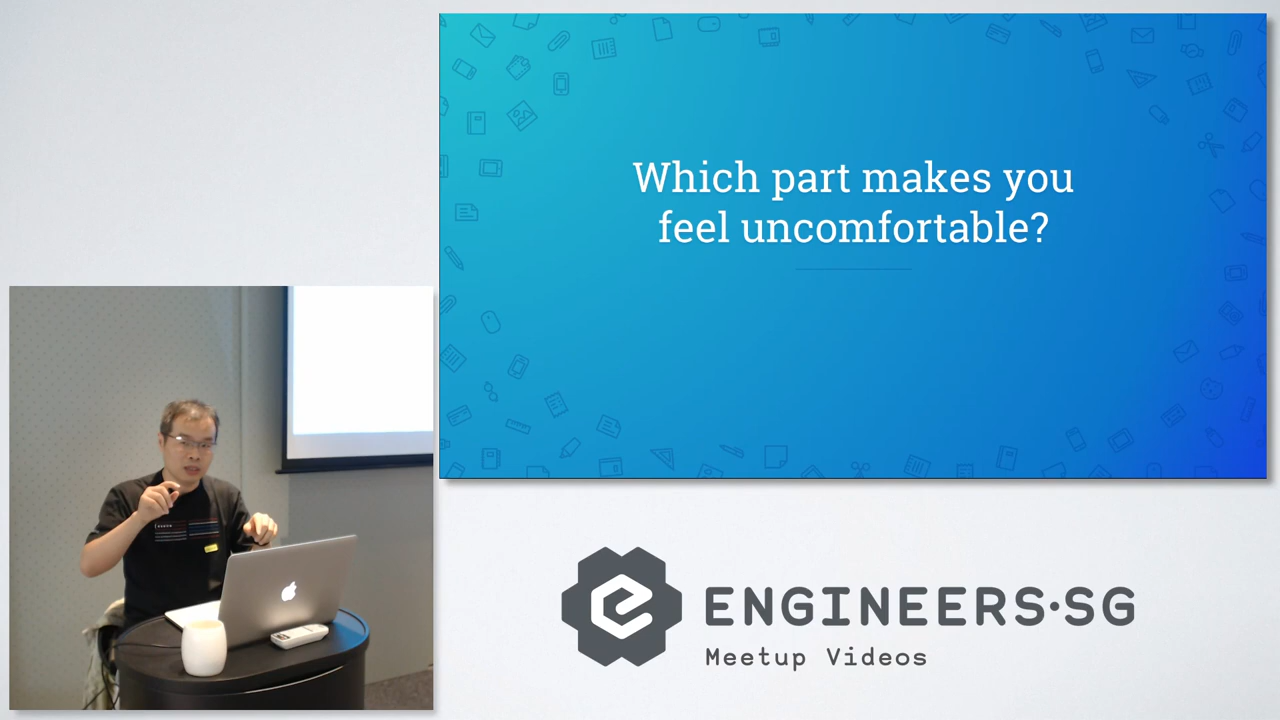 Which part makes you
feel uncomfortable?
ENGINEERS·SG
Meetup Videos